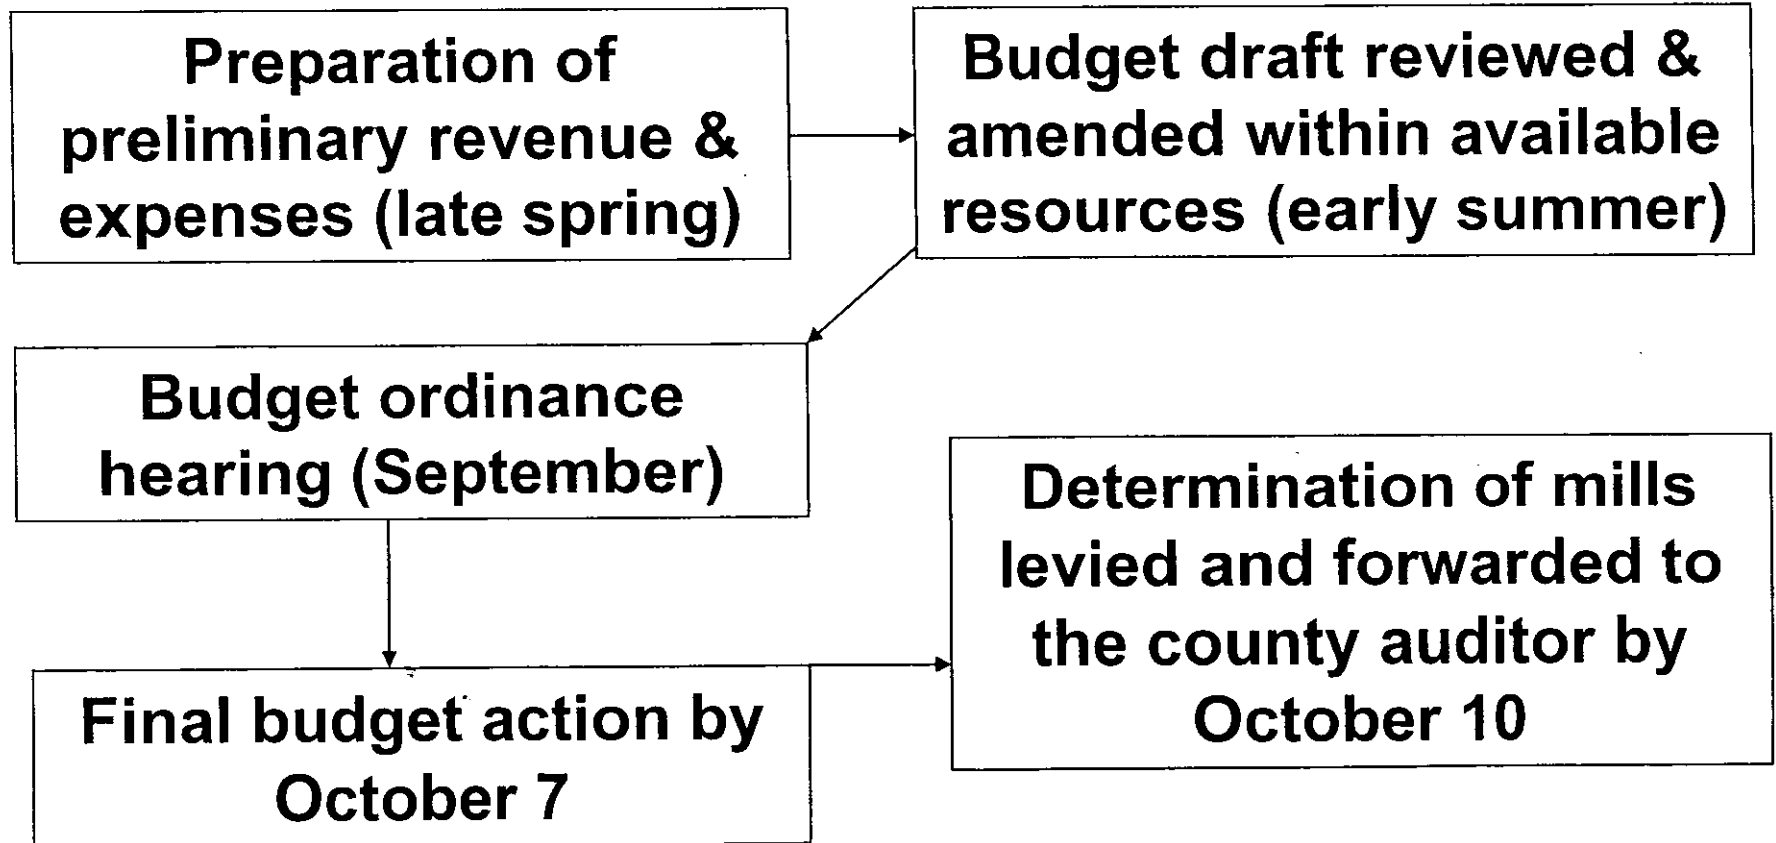 Preparation of
preliminary revenue &
expenses (late spring)
Budget draft reviewed &
amended within available
resources (early summer)
Budget ordinance
hearing (September)
Final budget action by
October 7
Determination of mills
levied and forwarded to
the county auditor by
October 10